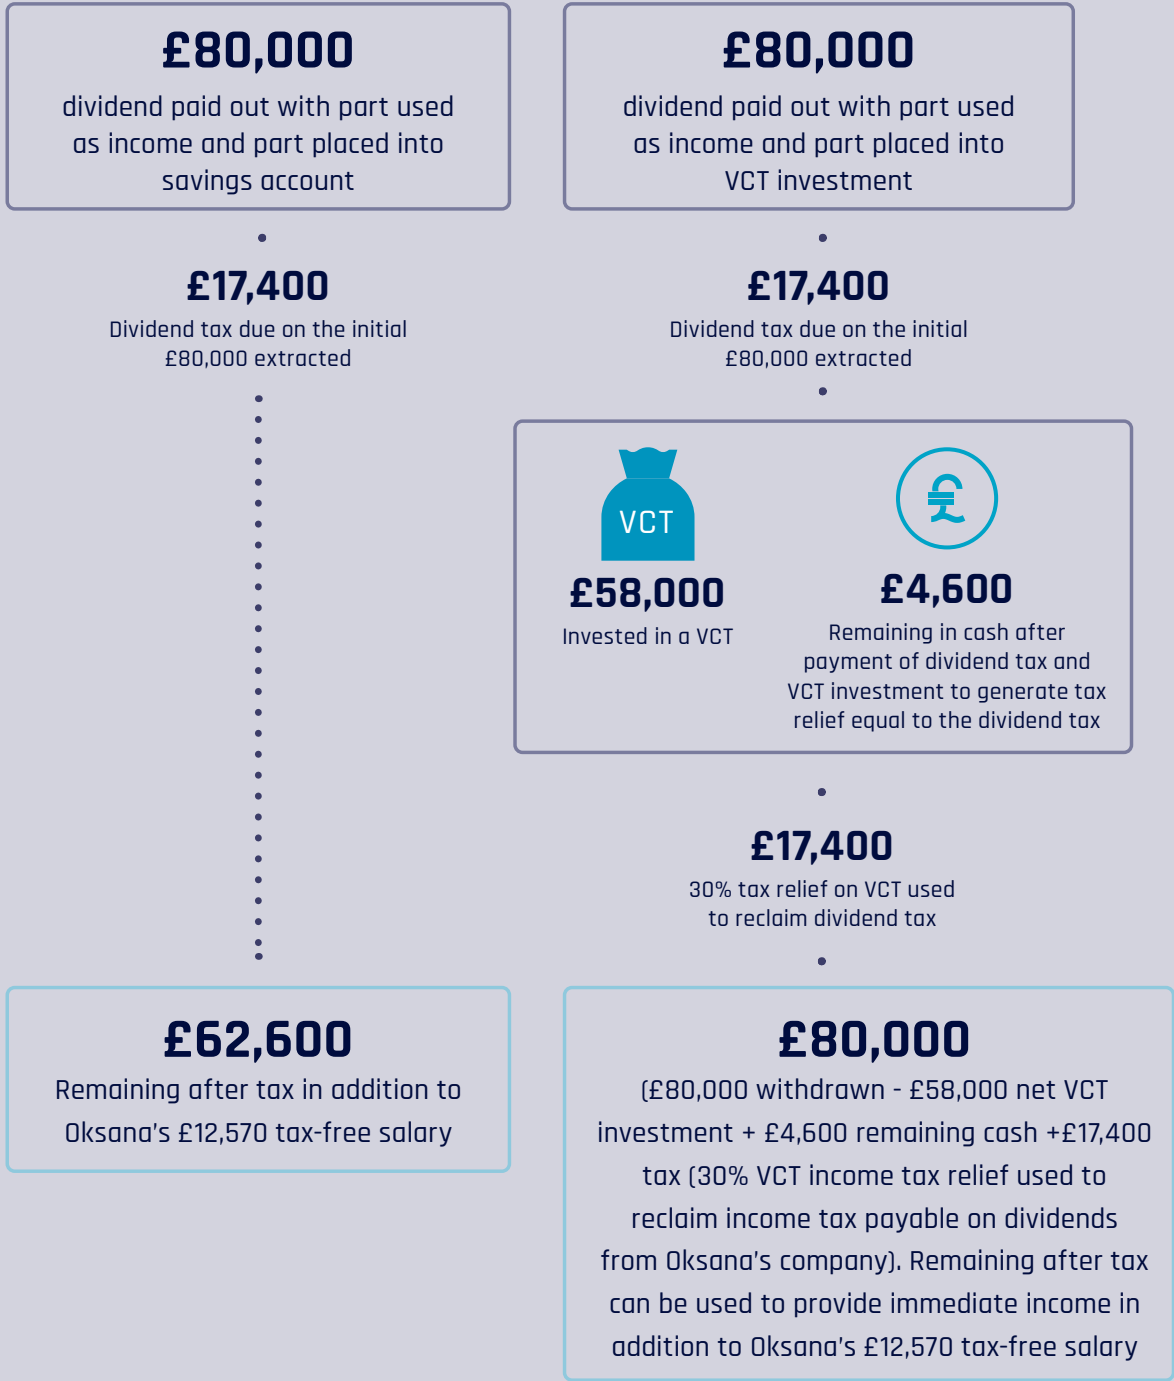 £80,000
dividend paid out with part used
as income and part placed into
savings account
£17,400
Dividend tax due on the initial
£80,000 extracted
£62,600
Remaining after tax in addition to
Oksana's £12,570 tax-free salary
£80,000
dividend paid out with part used
as income and part placed into
VCT investment
£17,400
Dividend tax due on the initial
£80,000 extracted
VCT
£58,000
Invested in a VCT
£
£4,600
Remaining in cash after
payment of dividend tax and
VCT investment to generate tax
relief equal to the dividend tax
£17,400
30% tax relief on VCT used
to reclaim dividend tax
£80,000
(£80,000 withdrawn - £58,000 net VCT
investment + £4,600 remaining cash +£17,400
tax (30% VCT income tax relief used to
reclaim income tax payable on dividends
from Oksana's company). Remaining after tax
can be used to provide immediate income in
addition to Oksana's £12,570 tax-free salary